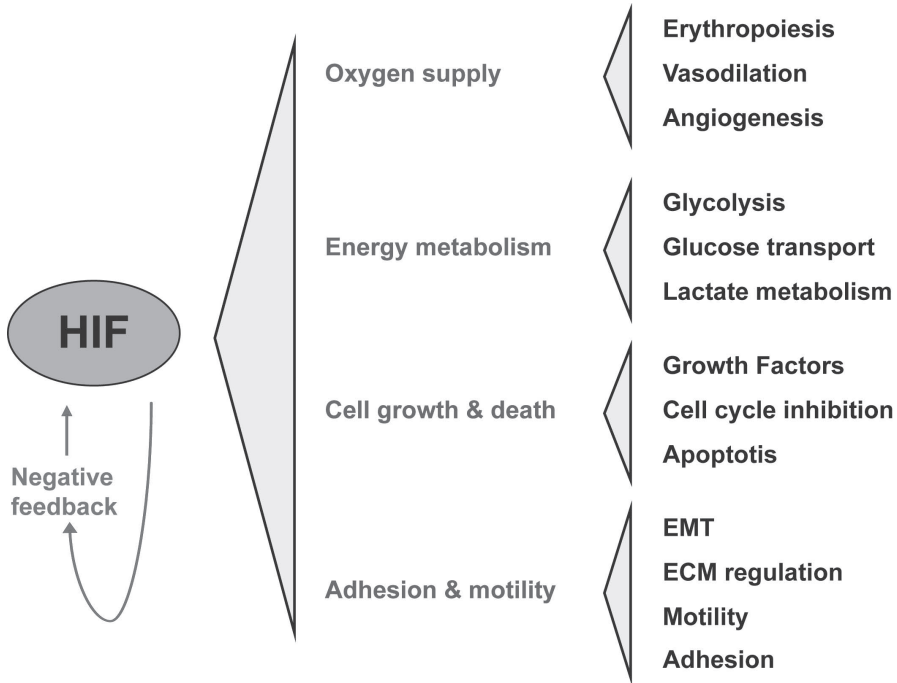 HIF
Negative
feedback
Oxygen supply
Erythropoiesis
Vasodilation
Angiogenesis
Energy metabolism
Glycolysis
Glucose transport
Lactate metabolism
Cell growth & death
Growth Factors
Cell cycle inhibition
Apoptotis
Adhesion & motility
EMT
ECM regulation
Motility
Adhesion